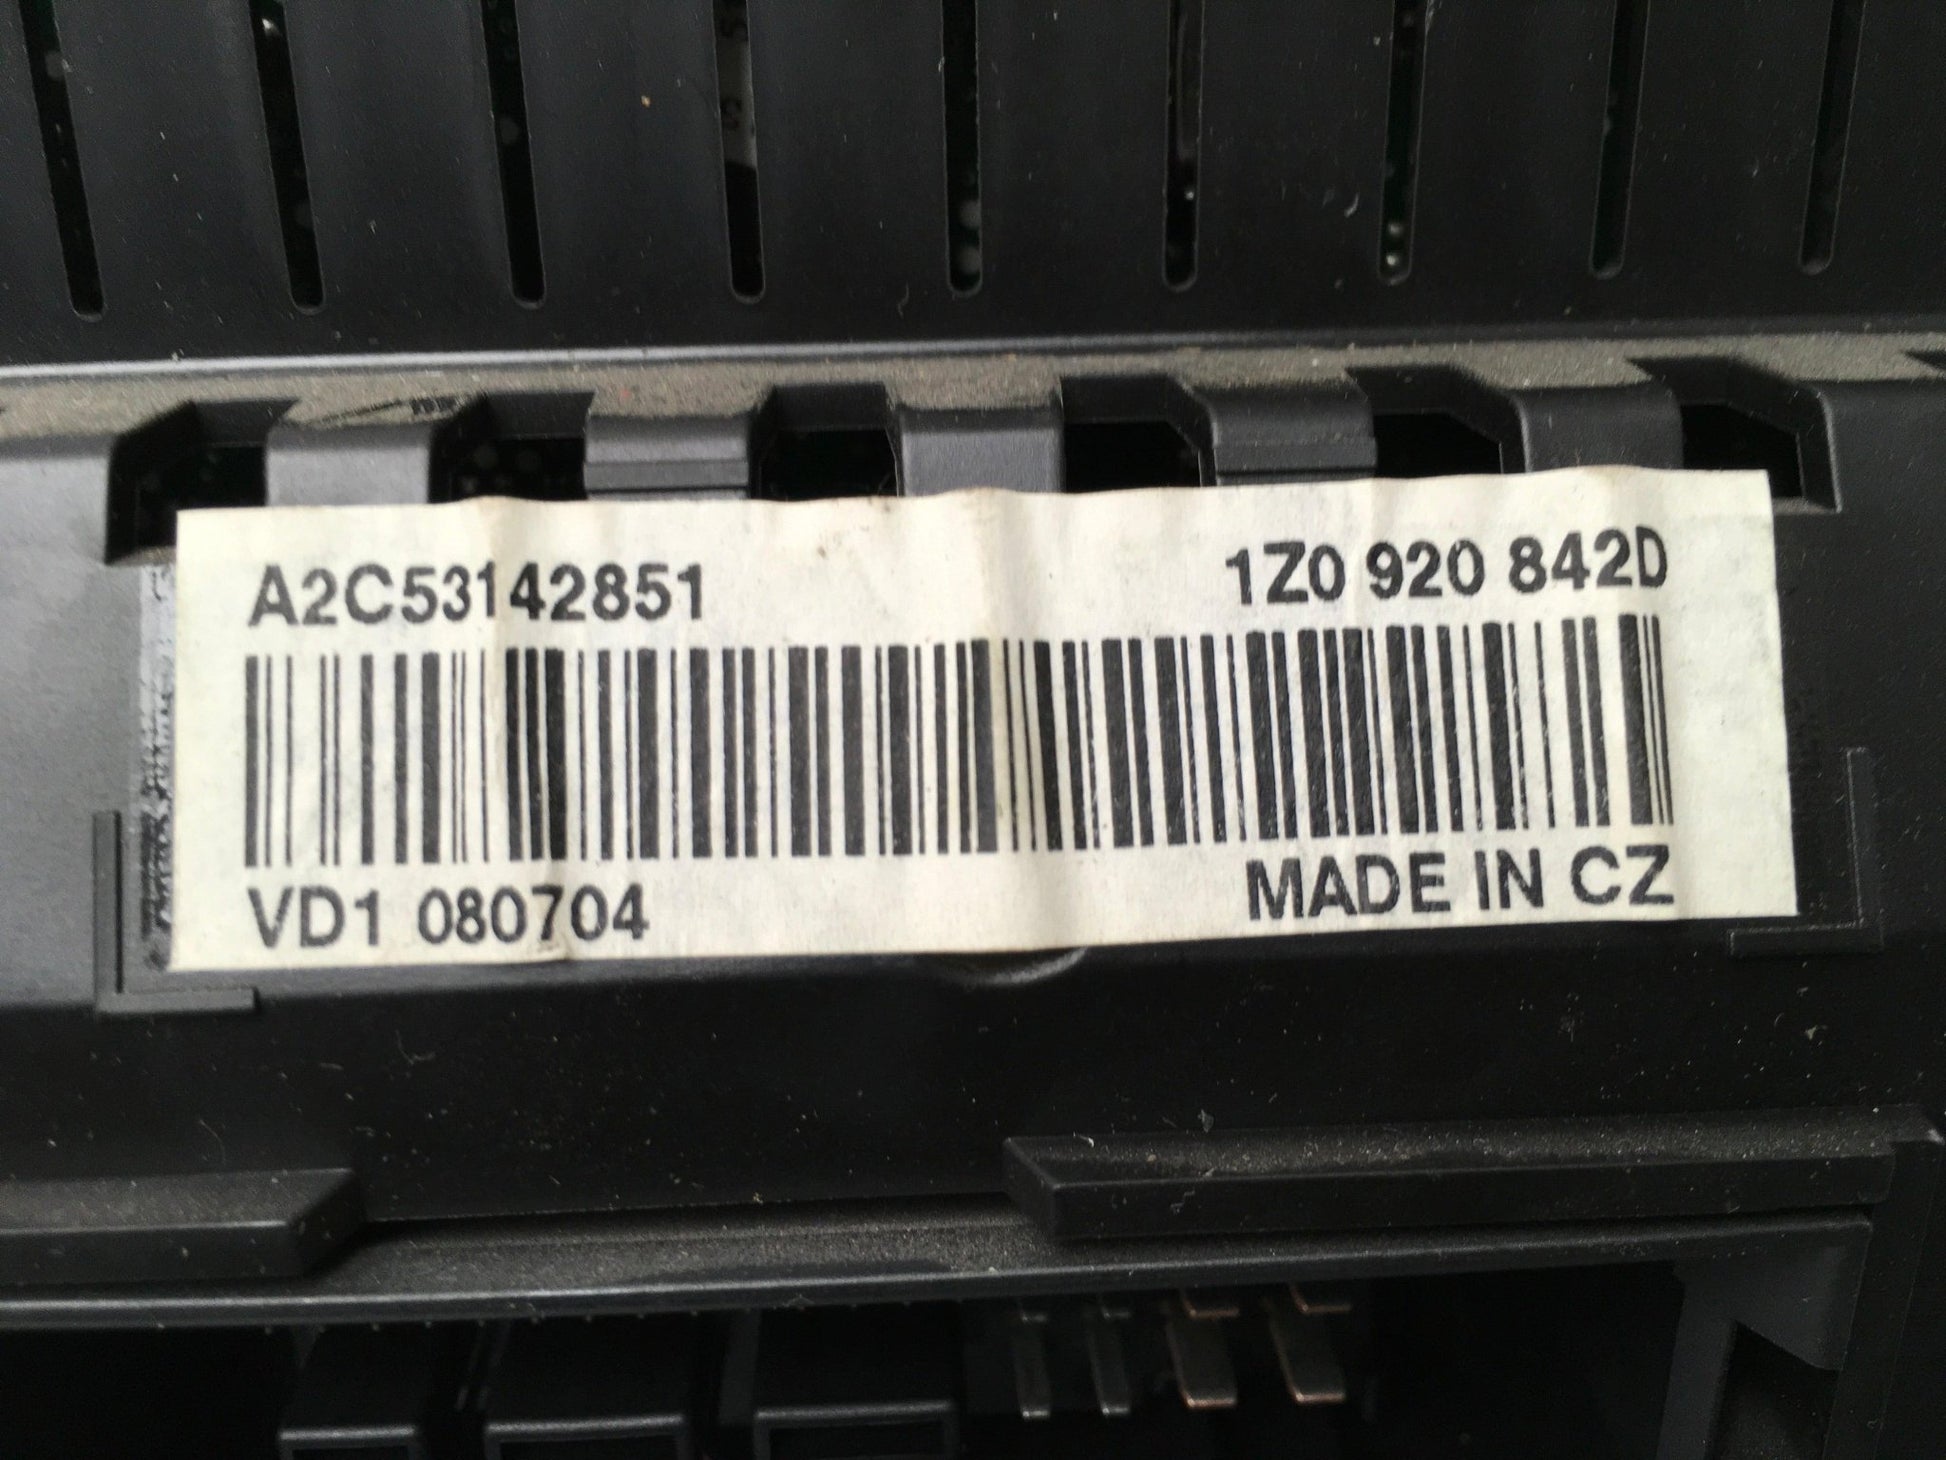 A2C53142851 1Z0 920 842D
VD1 080704 MADE IN CZ